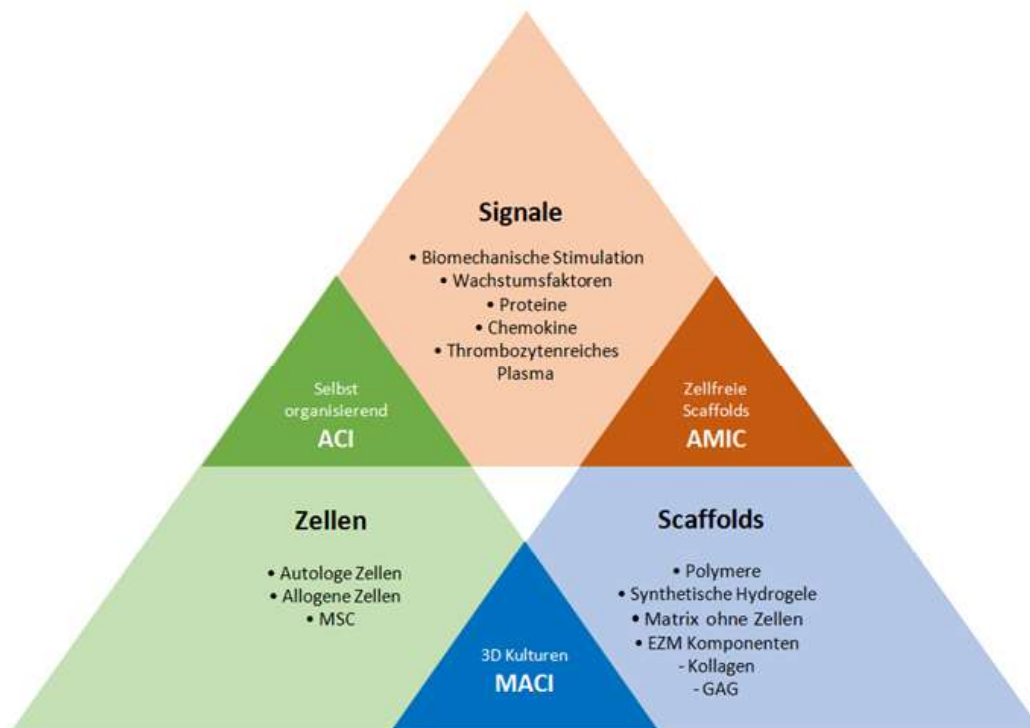 Signale
• Biomechanische Stimulation
• Wachstumsfaktoren
• Proteine
• Chemokine
• Thrombozytenreiches
Plasma
Selbst
organisierend
ACI
Zellfreie
Scaffolds
AMIC
Zellen
• Autologe Zellen
• Allogene Zellen
• MSC
Scaffolds
• Polymere
• Synthetische Hydrogele
• Matrix ohne Zellen
• EZM Komponenten
- Kollagen
- GAG
3D Kulturen
MACI